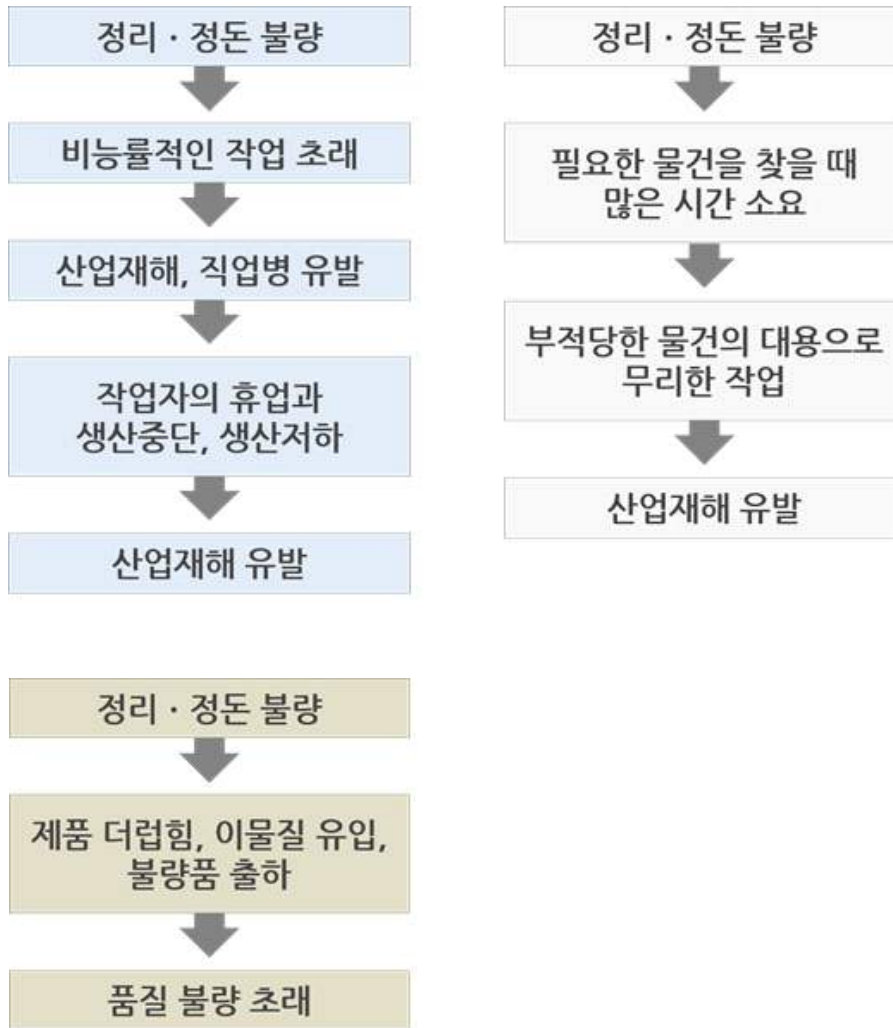 정리 · 정돈 불량
비능률적인 작업 초래
산업재해, 직업병 유발
작업자의 휴업과
생산중단, 생산저하
산업재해 유발
정리 · 정돈 불량
필요한 물건을 찾을 때
많은 시간 소요
부적당한 물건의 대용으로
무리한 작업
산업재해 유발
정리 · 정돈 불량
제품 더럽힘, 이물질 유입,
불량품 출하
품질 불량 초래